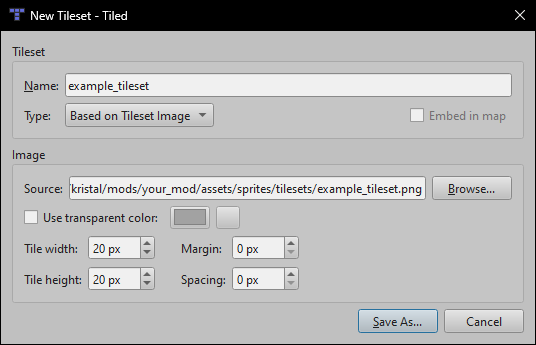 New Tileset - Tiled
Tileset
Name: example_tileset
Type: Based on Tileset Image Embed in map
Image
Source: /kristal/mods/your_mod/assets/sprites/tilesets/example_tileset.png Browse...
Use transparent color:
Tile width: 20 px Margin: 0 px
Tile height: 20 px Spacing: 0 px
Save As... Cancel